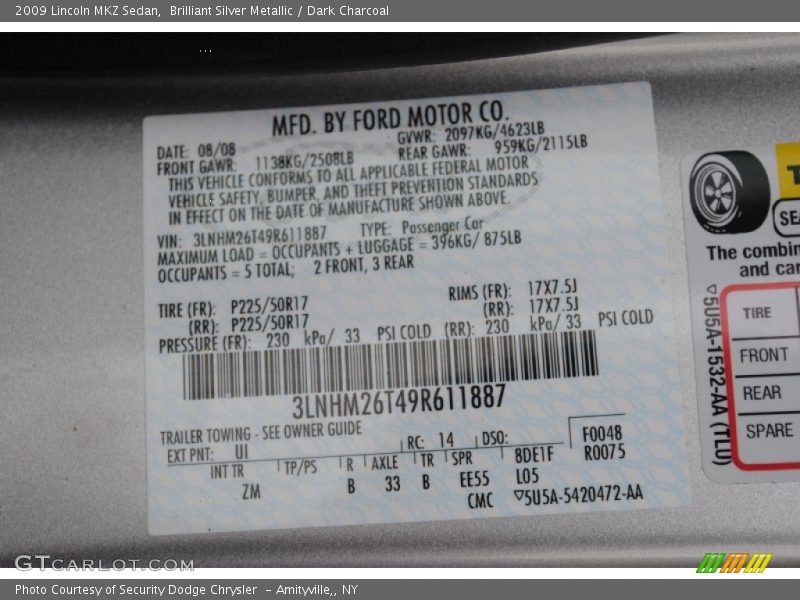 2009 Lincoln MKZ Sedan, Brilliant Silver Metallic / Dark Charcoal
MFD. BY FORD MOTOR CO.
DATE: 08/08 GVWR: 2097KG/4623LB
FRONT GAWR: 1138KG/2508LB REAR GAWR: 959KG/2115LB
THIS VEHICLE CONFORMS TO ALL APPLICABLE FEDERAL MOTOR
VEHICLE SAFETY, BUMPER, AND THEFT PREVENTION STANDARDS
IN EFFECT ON THE DATE OF MANUFACTURE SHOWN ABOVE.
VIN: 3LNHM26T49R611887 TYPE: Passenger Car
MAXIMUM LOAD = OCCUPANTS + LUGGAGE = 396KG/ 875LB
OCCUPANTS = 5 TOTAL; 2 FRONT, 3 REAR
TIRE (FR): P225/50R17 RIMS (FR): 17X7.5J
(RR): P225/50R17 (RR): 17X7.5J
PRESSURE (FR): 230 kPa/ 33 PSI COLD (RR): 230 kPa/ 33 PSI COLD
3LNHM26T49R611887
TRAILER TOWING - SEE OWNER GUIDE
EXT PNT: UI RC: 14 DSO: F0048
INT TR TP/PS R AXLE TR SPR 8DE1F R0075
ZM B 33 B EE55 L05
CMC ▽5U5A-5420472-AA
T
SEA
The combin
and car
▽5U5A-1532-AA (TLU)
TIRE
FRONT
REAR
SPARE
GTcarlot.com
Photo Courtesy of Security Dodge Chrysler - Amityville,, NY